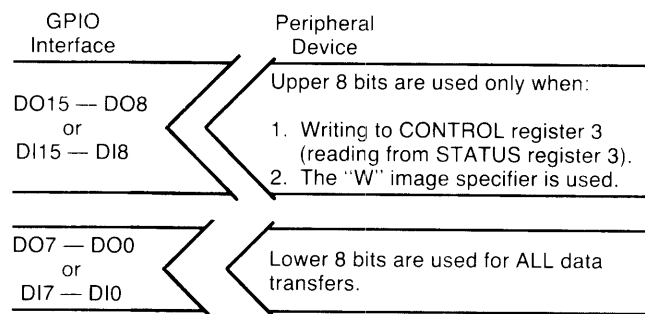 GPIO
Interface
Peripheral
Device
DO15 — DO8
or
DI15 — DI8
Upper 8 bits are used only when:
1. Writing to CONTROL register 3
(reading from STATUS register 3).
2. The "W" image specifier is used.
DO7 — DO0
or
DI7 — DI0
Lower 8 bits are used for ALL data
transfers.